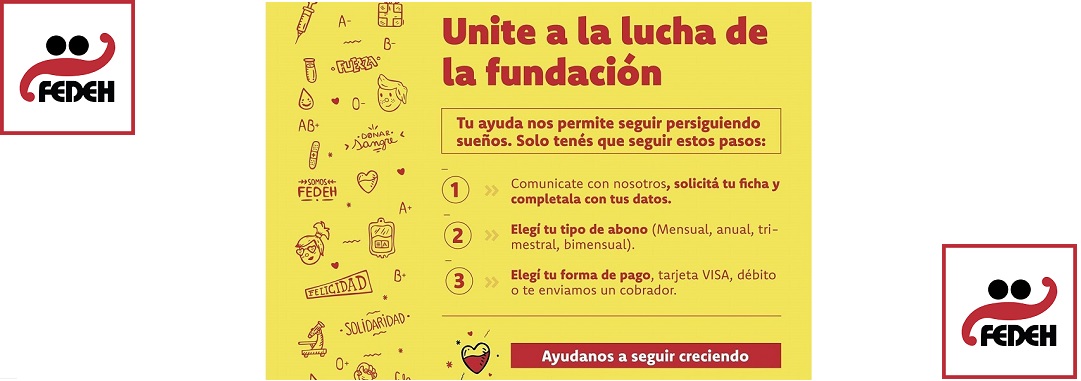 FEDEH
A-
B-
FUERZA
O-
AB+
DONAR
Sangre
SOMOS
FEDEH
A+
B A
B+
FELICIDAD
SOLIDARIDAD
O+
Unite a la lucha de
la fundación
Tu ayuda nos permite seguir persiguiendo
sueños. Solo tenés que seguir estos pasos:
1 » Comunicate con nosotros, solicitá tu ficha y
completala con tus datos.
2 » Elegí tu tipo de abono (Mensual, anual, tri-
mestral, bimensual).
3 » Elegí tu forma de pago, tarjeta VISA, débito
o te enviamos un cobrador.
Ayudanos a seguir creciendo
FEDEH